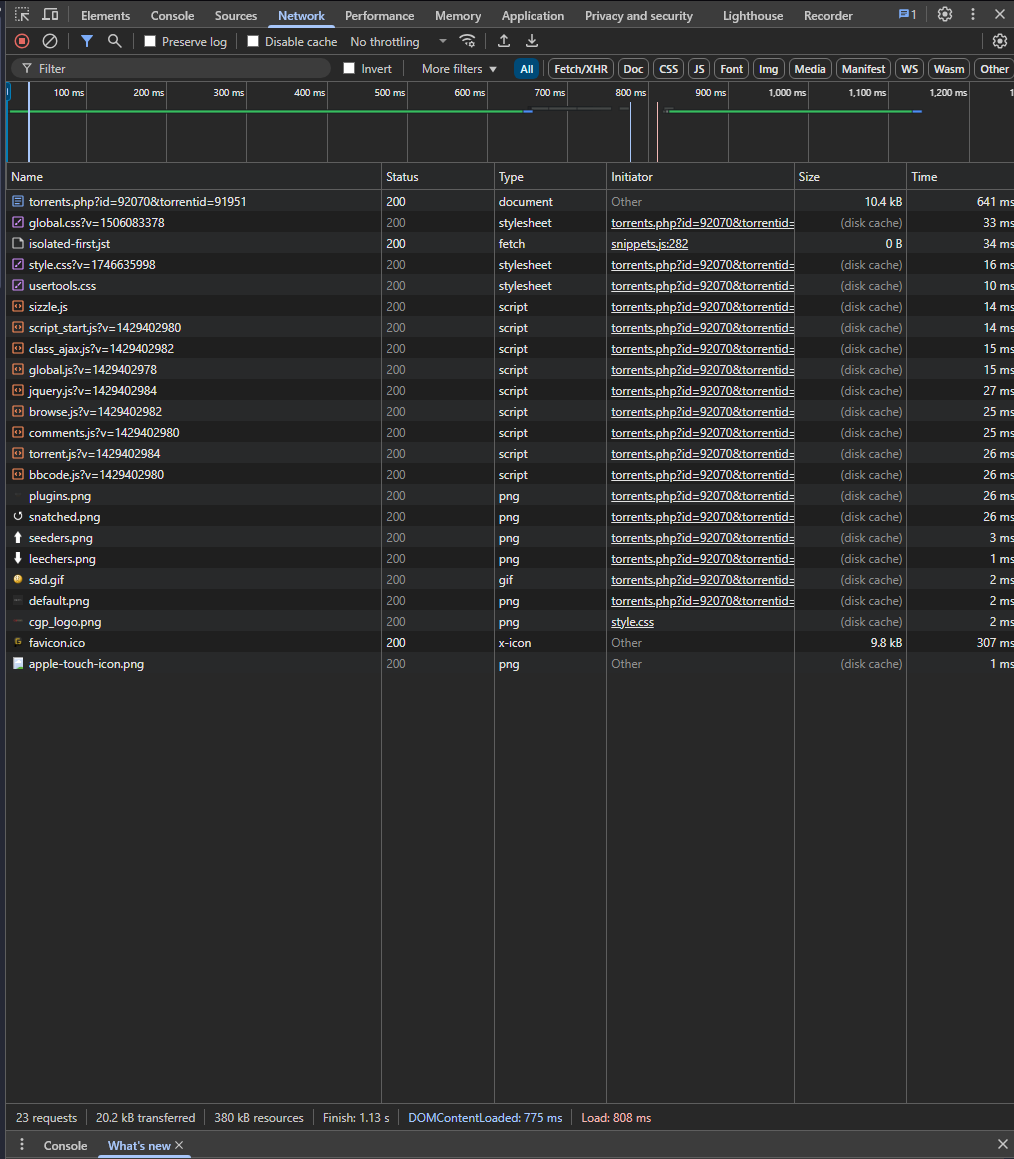 Elements Console Sources Network Performance Memory Application Privacy and security Lighthouse Recorder 1
Preserve log Disable cache No throttling
Filter Invert More filters All Fetch/XHR Doc CSS JS Font Img Media Manifest WS Wasm Other
100 ms 200 ms 300 ms 400 ms 500 ms 600 ms 700 ms 800 ms 900 ms 1,000 ms 1,100 ms 1,200 ms 1
Name Status Type Initiator Size Time
torrents.php?id=92070&torrentid=91951 200 document Other 10.4 kB 641 ms
global.css?v=1506083378 200 stylesheet torrents.php?id=92070&torrentid= (disk cache) 33 ms
isolated-first.jst 200 fetch snippets.js:282 0 B 34 ms
style.css?v=1746635998 200 stylesheet torrents.php?id=92070&torrentid= (disk cache) 16 ms
usertools.css 200 stylesheet torrents.php?id=92070&torrentid= (disk cache) 10 ms
sizzle.js 200 script torrents.php?id=92070&torrentid= (disk cache) 14 ms
script_start.js?v=1429402980 200 script torrents.php?id=92070&torrentid= (disk cache) 14 ms
class_ajax.js?v=1429402982 200 script torrents.php?id=92070&torrentid= (disk cache) 15 ms
global.js?v=1429402978 200 script torrents.php?id=92070&torrentid= (disk cache) 15 ms
jquery.js?v=1429402984 200 script torrents.php?id=92070&torrentid= (disk cache) 27 ms
browse.js?v=1429402982 200 script torrents.php?id=92070&torrentid= (disk cache) 25 ms
comments.js?v=1429402980 200 script torrents.php?id=92070&torrentid= (disk cache) 25 ms
torrent.js?v=1429402984 200 script torrents.php?id=92070&torrentid= (disk cache) 26 ms
bbcode.js?v=1429402980 200 script torrents.php?id=92070&torrentid= (disk cache) 26 ms
plugins.png 200 png torrents.php?id=92070&torrentid= (disk cache) 26 ms
snatched.png 200 png torrents.php?id=92070&torrentid= (disk cache) 26 ms
seeders.png 200 png torrents.php?id=92070&torrentid= (disk cache) 3 ms
leechers.png 200 png torrents.php?id=92070&torrentid= (disk cache) 1 ms
sad.gif 200 gif torrents.php?id=92070&torrentid= (disk cache) 2 ms
default.png 200 png torrents.php?id=92070&torrentid= (disk cache) 2 ms
cgp_logo.png 200 png style.css (disk cache) 2 ms
favicon.ico 200 x-icon Other 9.8 kB 307 ms
apple-touch-icon.png 200 png Other (disk cache) 1 ms
23 requests 20.2 kB transferred 380 kB resources Finish: 1.13 s DOMContentLoaded: 775 ms Load: 808 ms
Console What's new